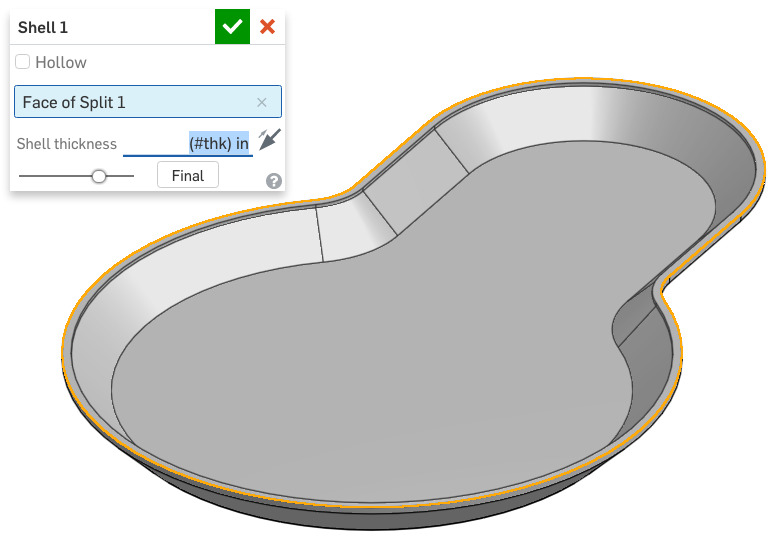 Shell 1
Hollow
Face of Split 1
Shell thickness (#thk) in
Final
?